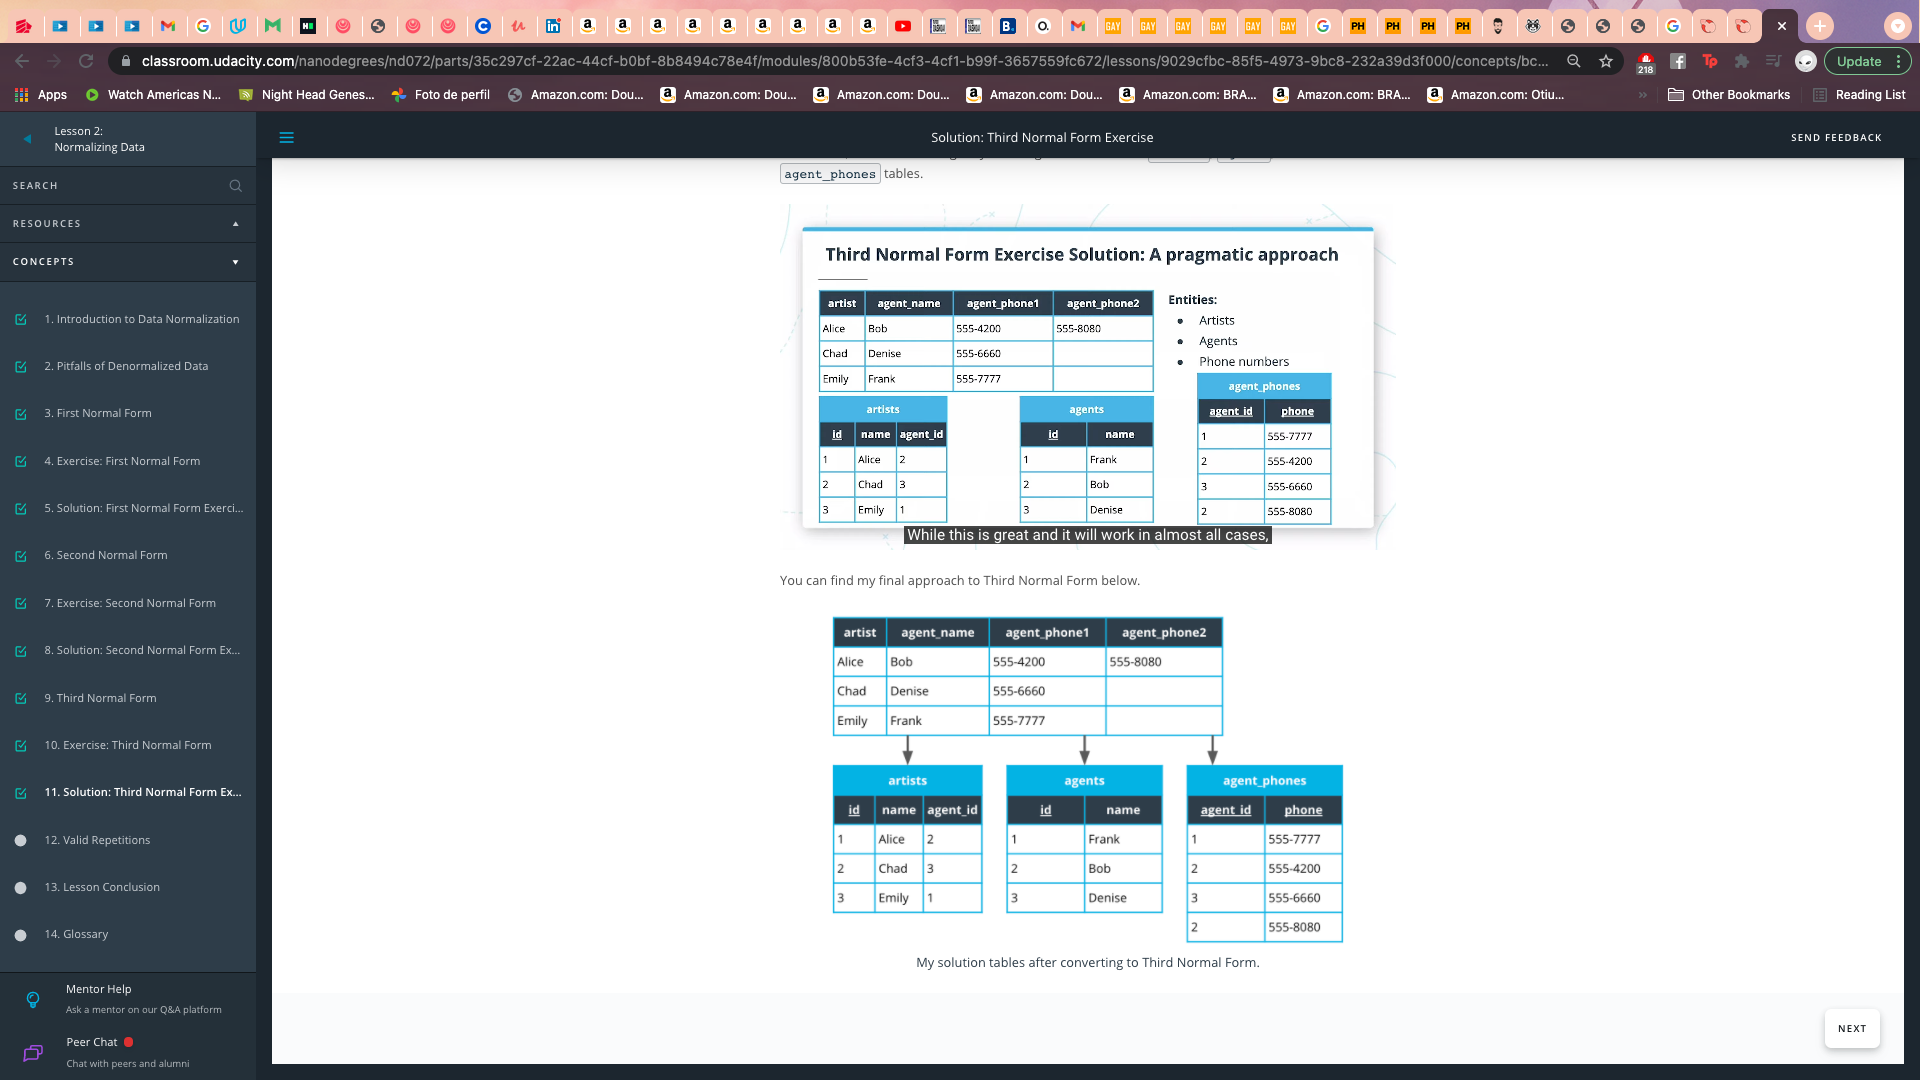 GAY
GAY
GAY
GAY
GAY
GAY
PH
PH
PH
PH
classroom.udacity.com/nanodegrees/nd072/parts/35c297cf-22ac-44cf-b0bf-8b8494c78e4f/modules/800b53fe-4cf3-4cf1-b99f-3657559fc672/lessons/9029cfbc-85f5-4973-9bc8-232a39d3f000/concepts/bc...
218
Update
Apps
Watch Americas N...
Night Head Genes...
Foto de perfil
Amazon.com: Dou...
Amazon.com: Dou...
Amazon.com: Dou...
Amazon.com: Dou...
Amazon.com: BRA...
Amazon.com: BRA...
Amazon.com: Otiu...
Other Bookmarks
Reading List
Lesson 2:
Normalizing Data
SEARCH
RESOURCES
CONCEPTS
1. Introduction to Data Normalization
2. Pitfalls of Denormalized Data
3. First Normal Form
4. Exercise: First Normal Form
5. Solution: First Normal Form Exerci...
6. Second Normal Form
7. Exercise: Second Normal Form
8. Solution: Second Normal Form Ex...
9. Third Normal Form
10. Exercise: Third Normal Form
11. Solution: Third Normal Form Ex...
12. Valid Repetitions
13. Lesson Conclusion
14. Glossary
Mentor Help
Ask a mentor on our Q&A platform
Peer Chat
Chat with peers and alumni
Solution: Third Normal Form Exercise
SEND FEEDBACK
agent_phones tables.
Third Normal Form Exercise Solution: A pragmatic approach
artist agent_name agent_phone1 agent_phone2
Alice Bob 555-4200 555-8080
Chad Denise 555-6660
Emily Frank 555-7777
Entities:
● Artists
● Agents
● Phone numbers
artists
id name agent_id
1 Alice 2
2 Chad 3
3 Emily 1
agents
id name
1 Frank
2 Bob
3 Denise
agent_phones
agent_id phone
1 555-7777
2 555-4200
3 555-6660
2 555-8080
While this is great and it will work in almost all cases,
You can find my final approach to Third Normal Form below.
artist agent_name agent_phone1 agent_phone2
Alice Bob 555-4200 555-8080
Chad Denise 555-6660
Emily Frank 555-7777
artists
id name agent_id
1 Alice 2
2 Chad 3
3 Emily 1
agents
id name
1 Frank
2 Bob
3 Denise
agent_phones
agent_id phone
1 555-7777
2 555-4200
3 555-6660
2 555-8080
My solution tables after converting to Third Normal Form.
NEXT